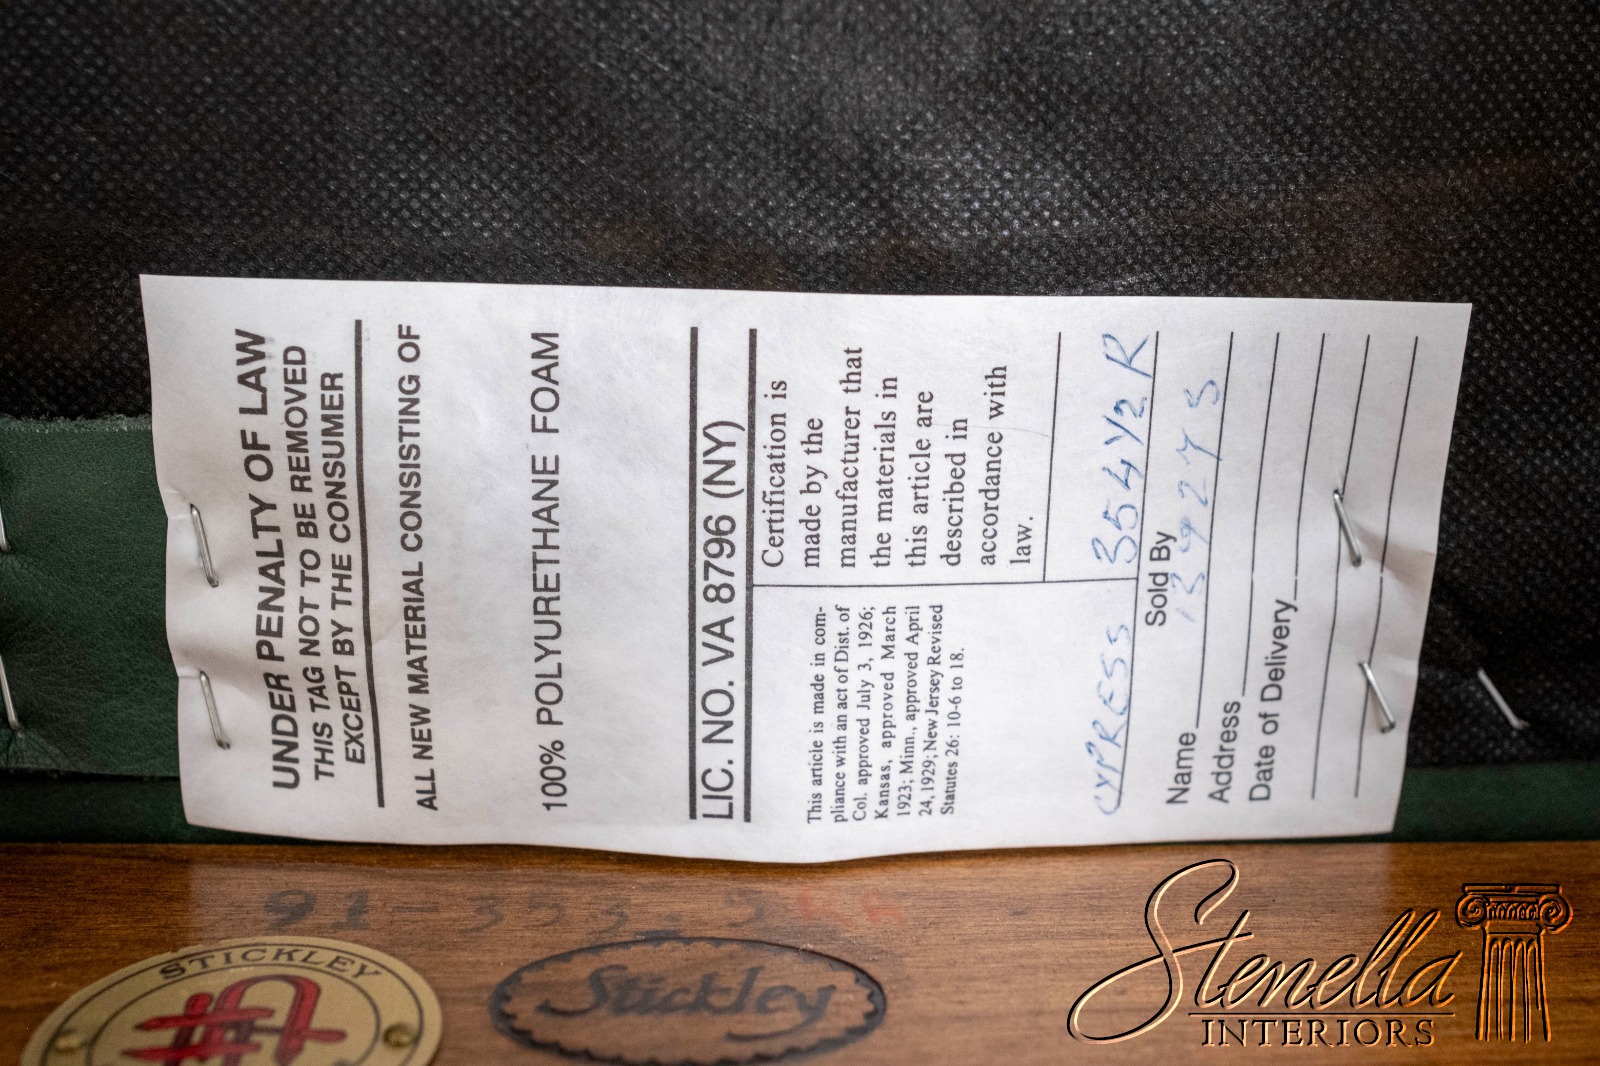 UNDER PENALTY OF LAW
THIS TAG NOT TO BE REMOVED
EXCEPT BY THE CONSUMER
ALL NEW MATERIAL CONSISTING OF
100% POLYURETHANE FOAM
LIC. NO. VA 8796 (NY)
This article is made in com-
pliance with an act of Dist. of
Col. approved July 3, 1926;
Kansas, approved March
1923; Minn., approved April
24, 1929; New Jersey Revised
Statutes 26: 10-6 to 18.
Certification is
made by the
manufacturer that
the materials in
this article are
described in
accordance with
law.
CYPRESS 354 1/2 R
Sold By
Name
Address
Date of Delivery
STICKLEY
Stickley
Stenella
INTERIORS